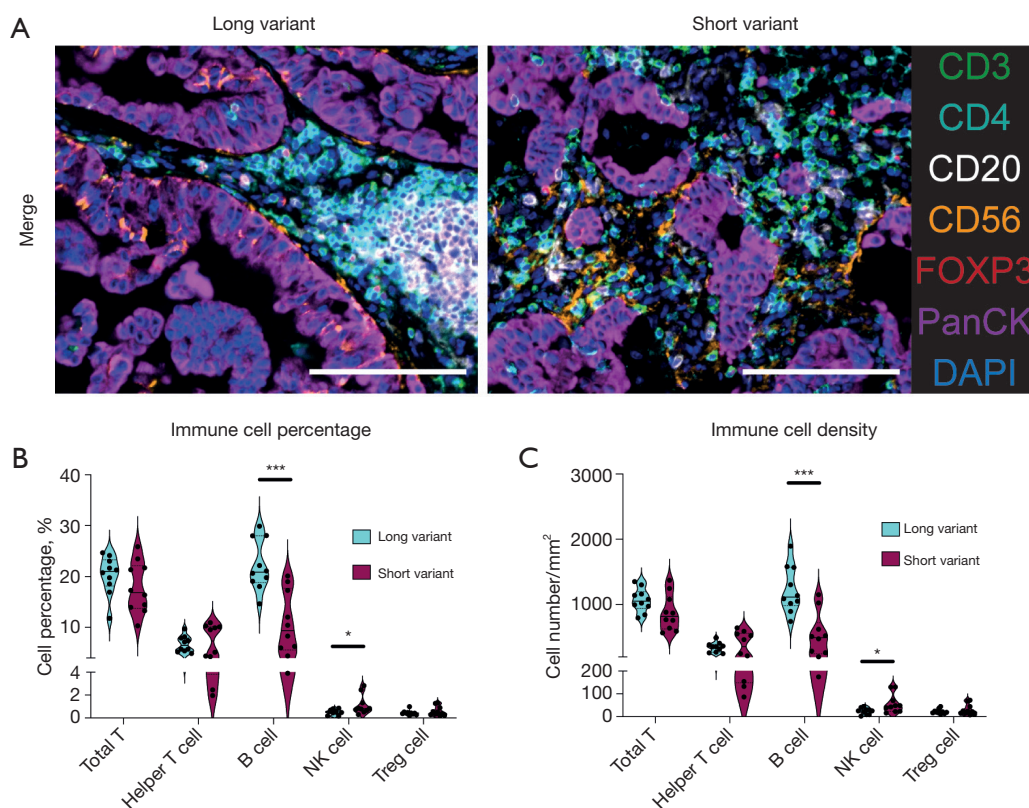 A
Long variant
Short variant
Merge
CD3
CD4
CD20
CD56
FOXP3
PanCK
DAPI
B
Immune cell percentage
Cell percentage, %
40
30
20
10
4
2
0
***
*
Long variant
Short variant
Total T
Helper T cell
B cell
NK cell
Treg cell
C
Immune cell density
Cell number/mm²
3000
2000
1000
200
100
0
***
*
Long variant
Short variant
Total T
Helper T cell
B cell
NK cell
Treg cell